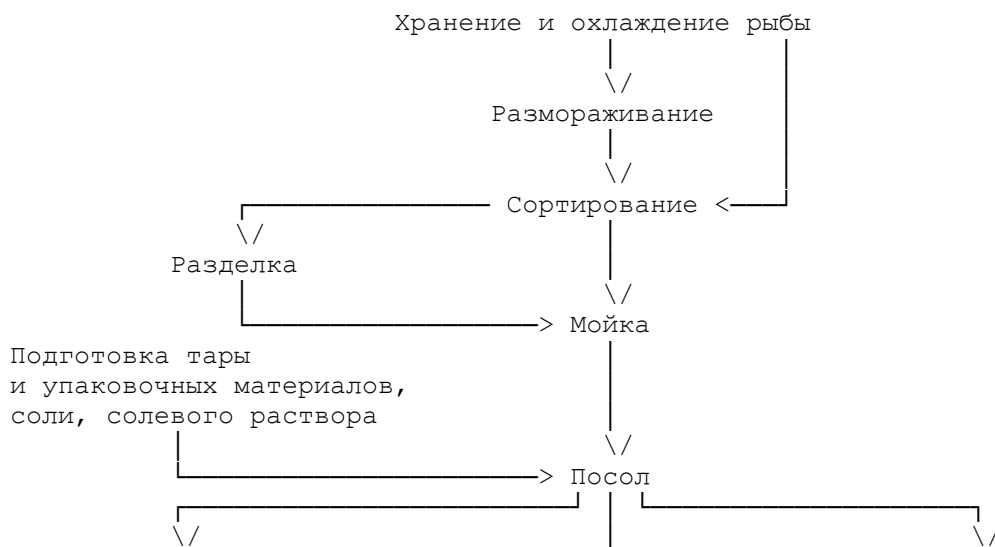 Хранение и охлаждение рыбы
Размораживание
Сортирование
Разделка
Мойка
Подготовка тары
и упаковочных материалов,
соли, солевого раствора
Посол